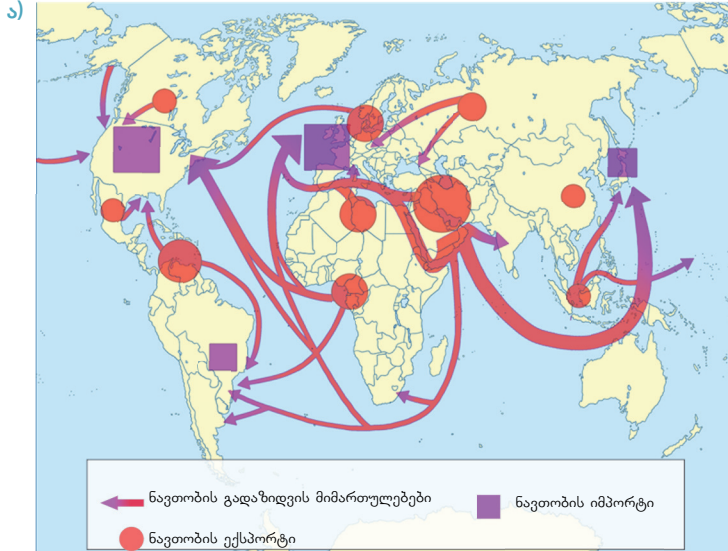 ა)
ნავთობის გადაზიდვის მიმართულებები
ნავთობის იმპორტი
ნავთობის ექსპორტი